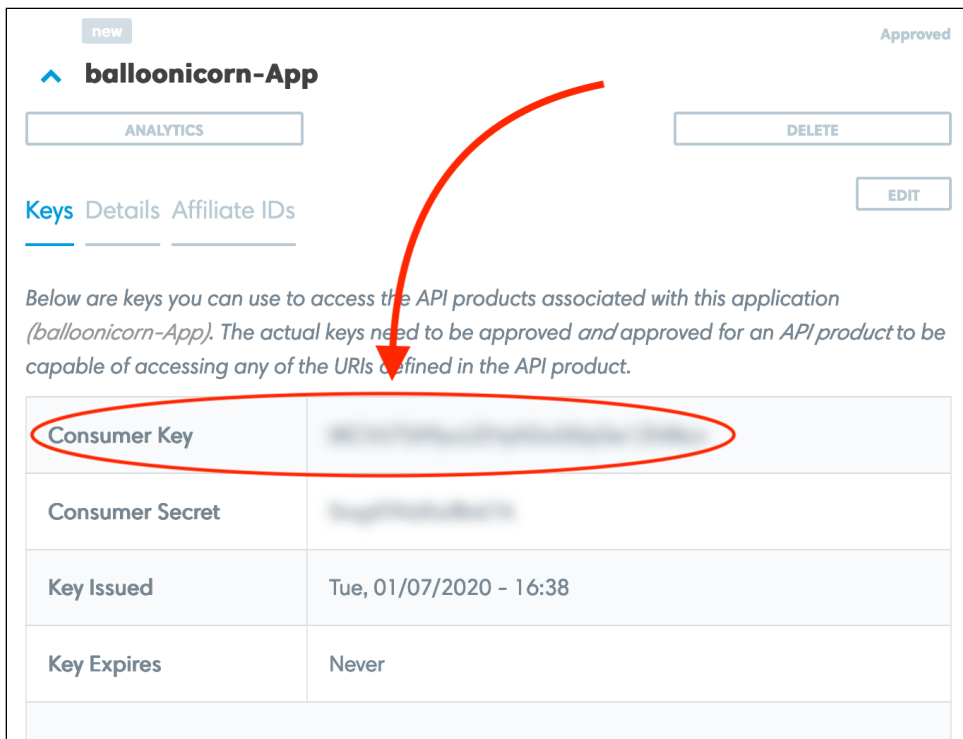 new
Approved
balloonicorn-App
ANALYTICS
DELETE
EDIT
Keys Details Affiliate IDs
Below are keys you can use to access the API products associated with this application
(balloonicorn-App). The actual keys need to be approved and approved for an API product to be
capable of accessing any of the URIs defined in the API product.
Consumer Key
Consumer Secret
Key Issued Tue, 01/07/2020 - 16:38
Key Expires Never